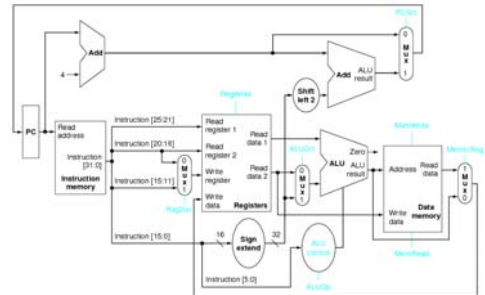 PCSrc
0
M
u
x
1
Add
4
Add
ALU
result
Shift
left 2
RegWrite
PC
Read
address
Instruction
[31:0]
Instruction
memory
Instruction [25:21]
Instruction [20:16]
Instruction [15:11]
Instruction [15:0]
0
M
u
x
1
RegDst
Read
register 1
Read
register 2
Write
register
Write
data
Read
data 1
Read
data 2
Registers
ALUSrc
0
M
u
x
1
Zero
ALU
ALU
result
MemWrite
Address
Read
data
Write
data
Data
memory
MemRead
MemtoReg
1
M
u
x
0
16
Sign
extend
32
ALU
control
Instruction [5:0]
ALUOp